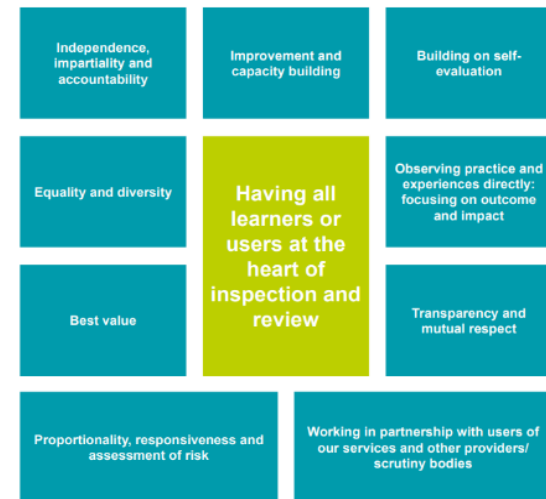 Independence,
impartiality and
accountability
Improvement and
capacity building
Building on self-
evaluation
Equality and diversity
Having all
learners or
users at the
heart of
inspection and
review
Observing practice and
experiences directly:
focusing on outcome
and impact
Best value
Transparency and
mutual respect
Proportionality, responsiveness and
assessment of risk
Working in partnership with users of
our services and other providers/
scrutiny bodies